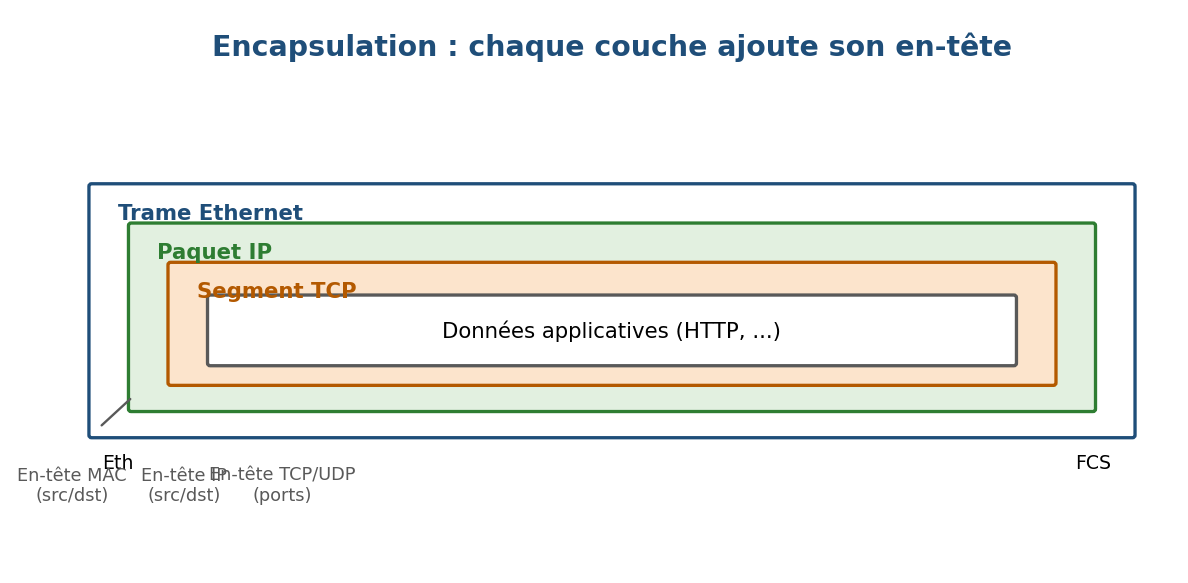 Encapsulation : chaque couche ajoute son en-tête
Trame Ethernet
Paquet IP
Segment TCP
Données applicatives (HTTP, ...)
Eth
FCS
En-tête MAC
(src/dst)
En-tête IP
(src/dst)
En-tête TCP/UDP
(ports)